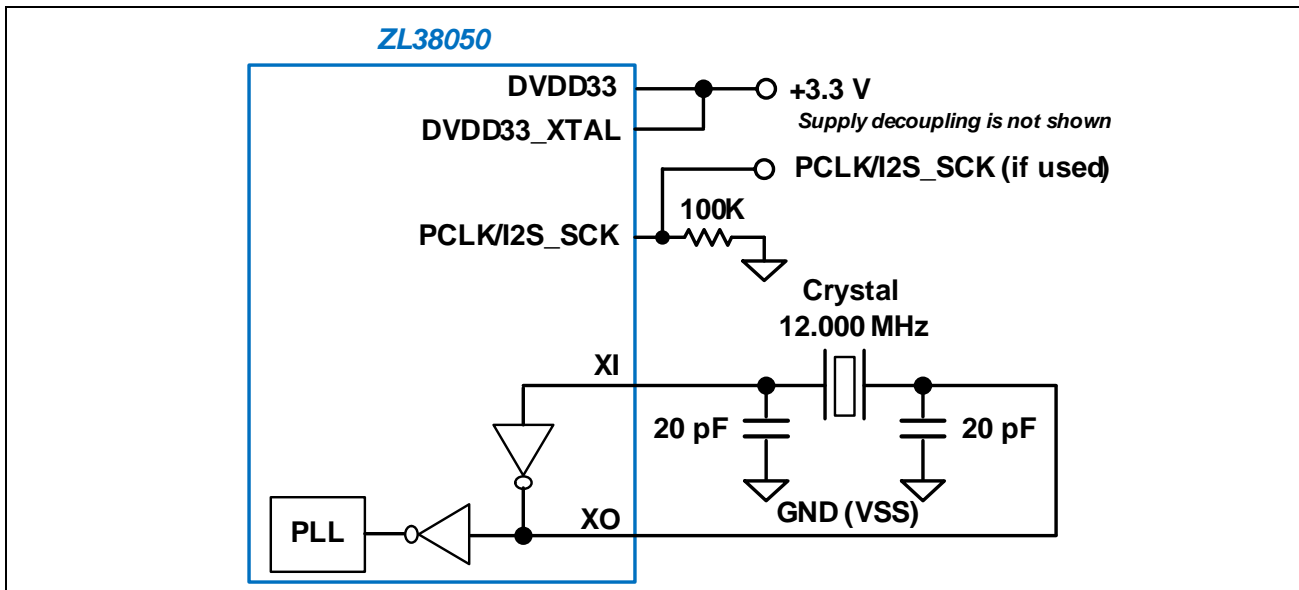 ZL38050
DVDD33
+3.3 V
Supply decoupling is not shown
DVDD33_XTAL
PCLK/I2S_SCK (if used)
100K
PCLK/I2S_SCK
Crystal
12.000 MHz
XI
20 pF
20 pF
GND (VSS)
XO
PLL